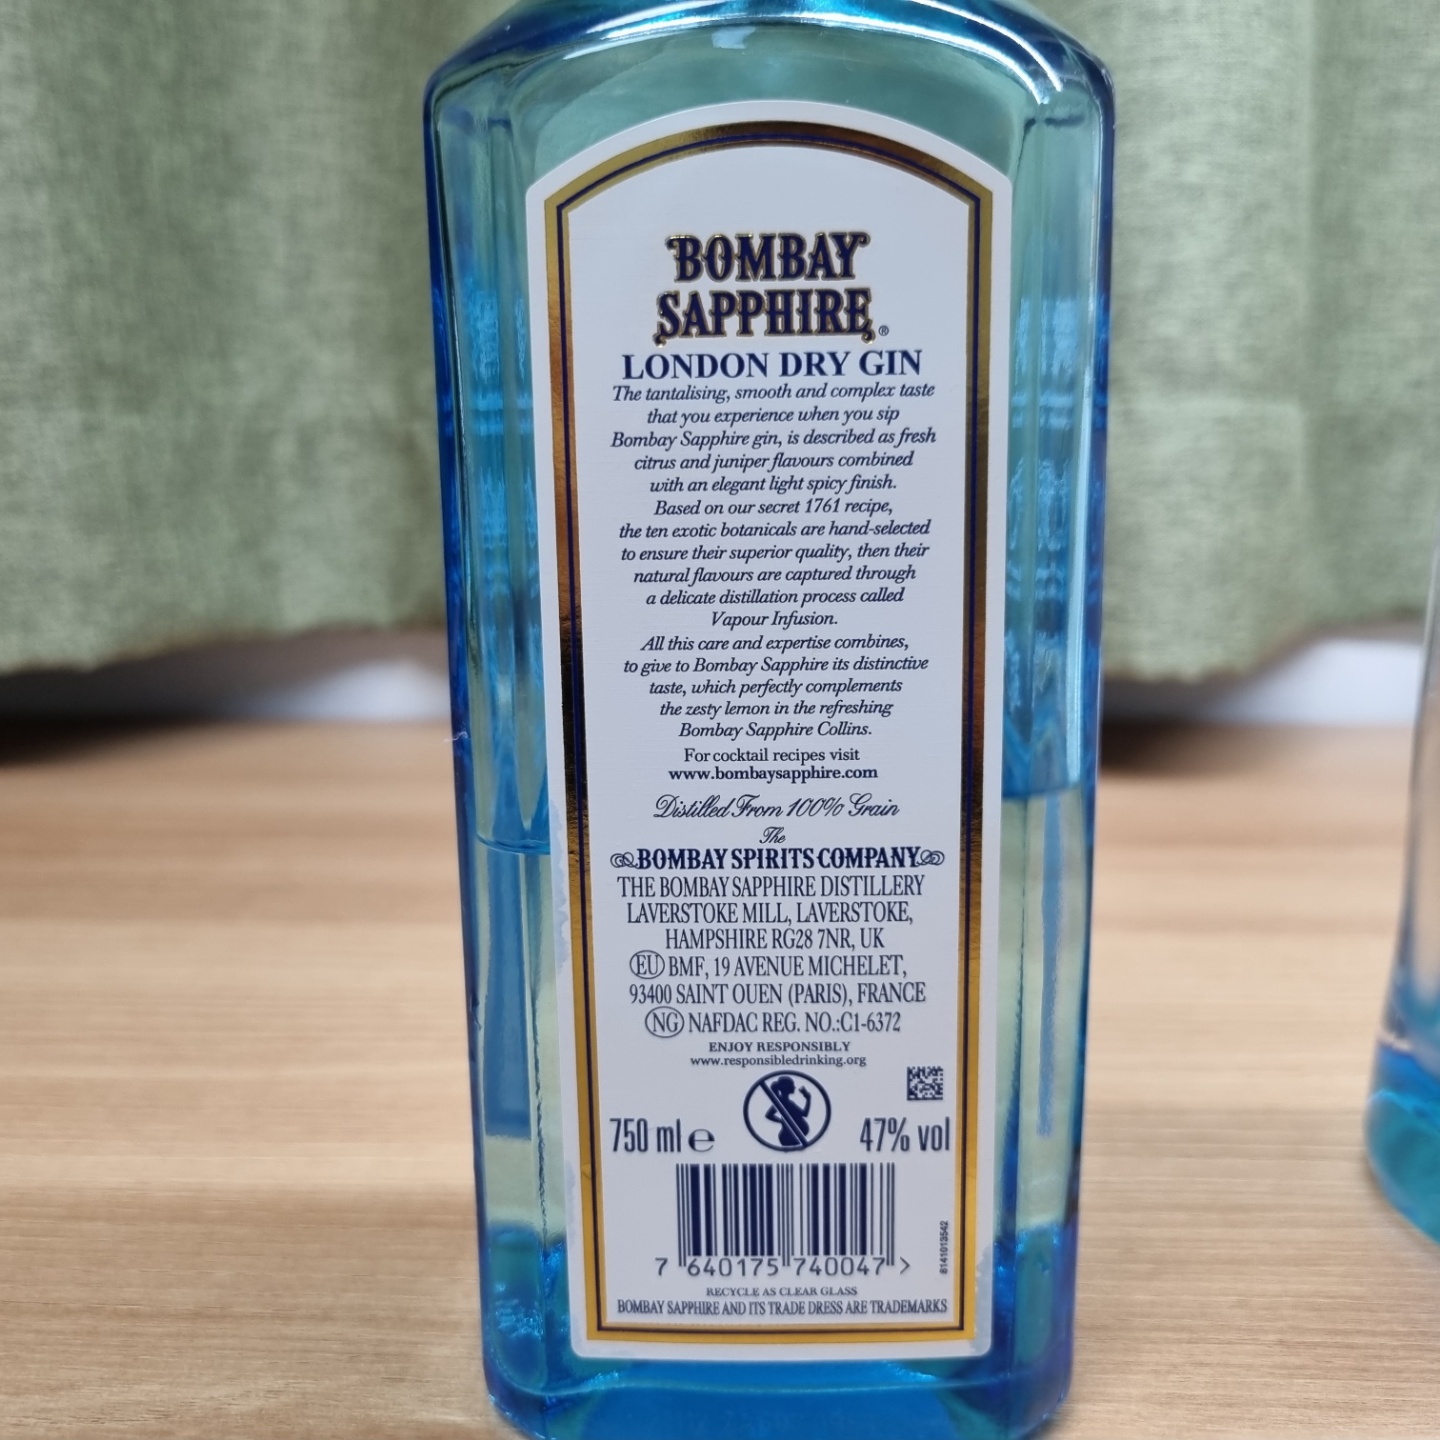 BOMBAY
SAPPHIRE®
LONDON DRY GIN
The tantalising, smooth and complex taste
that you experience when you sip
Bombay Sapphire gin, is described as fresh
citrus and juniper flavours combined
with an elegant light spicy finish.
Based on our secret 1761 recipe,
the ten exotic botanicals are hand-selected
to ensure their superior quality, then their
natural flavours are captured through
a delicate distillation process called
Vapour Infusion.
All this care and expertise combines,
to give to Bombay Sapphire its distinctive
taste, which perfectly complements
the zesty lemon in the refreshing
Bombay Sapphire Collins.
For cocktail recipes visit
www.bombaysapphire.com
Distilled From 100% Grain
The
BOMBAY SPIRITS COMPANY
THE BOMBAY SAPPHIRE DISTILLERY
LAVERSTOKE MILL, LAVERSTOKE,
HAMPSHIRE RG28 7NR, UK
EU BMF, 19 AVENUE MICHELET,
93400 SAINT OUEN (PARIS), FRANCE
NG NAFDAC REG. NO.:C1-6372
ENJOY RESPONSIBLY
www.responsibledrinking.org
750 ml e 47% vol
7 640175 740047 >
8141013542
RECYCLE AS CLEAR GLASS
BOMBAY SAPPHIRE AND ITS TRADE DRESS ARE TRADEMARKS